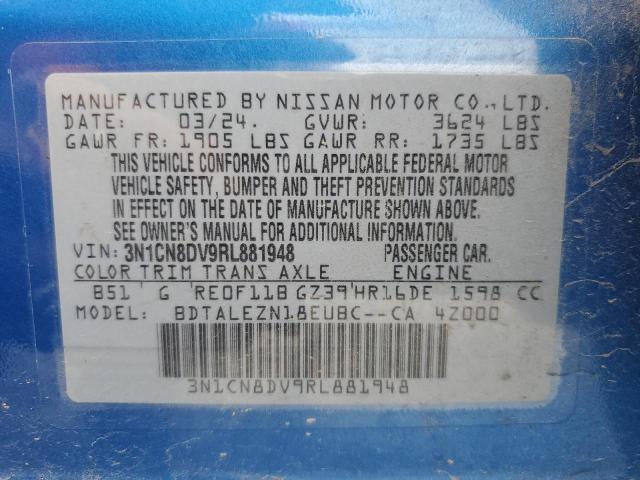 MANUFACTURED BY NISSAN MOTOR CO., LTD.
DATE: 03/24. GVWR: 3624 LBS
GAWR FR: 1905 LBS GAWR RR: 1735 LBS
THIS VEHICLE CONFORMS TO ALL APPLICABLE FEDERAL MOTOR
VEHICLE SAFETY, BUMPER AND THEFT PREVENTION STANDARDS
IN EFFECT ON THE DATE OF MANUFACTURE SHOWN ABOVE.
SEE OWNER'S MANUAL FOR ADDITIONAL INFORMATION.
VIN: 3N1CN8DV9RL881948 PASSENGER CAR.
COLOR TRIM TRANS AXLE ENGINE
B51 G RE0F11B GZ39 HR16DE 1598 CC
MODEL: BDTALEZN18EUBC--CA 4Z000
3N1CN8DV9RL881948